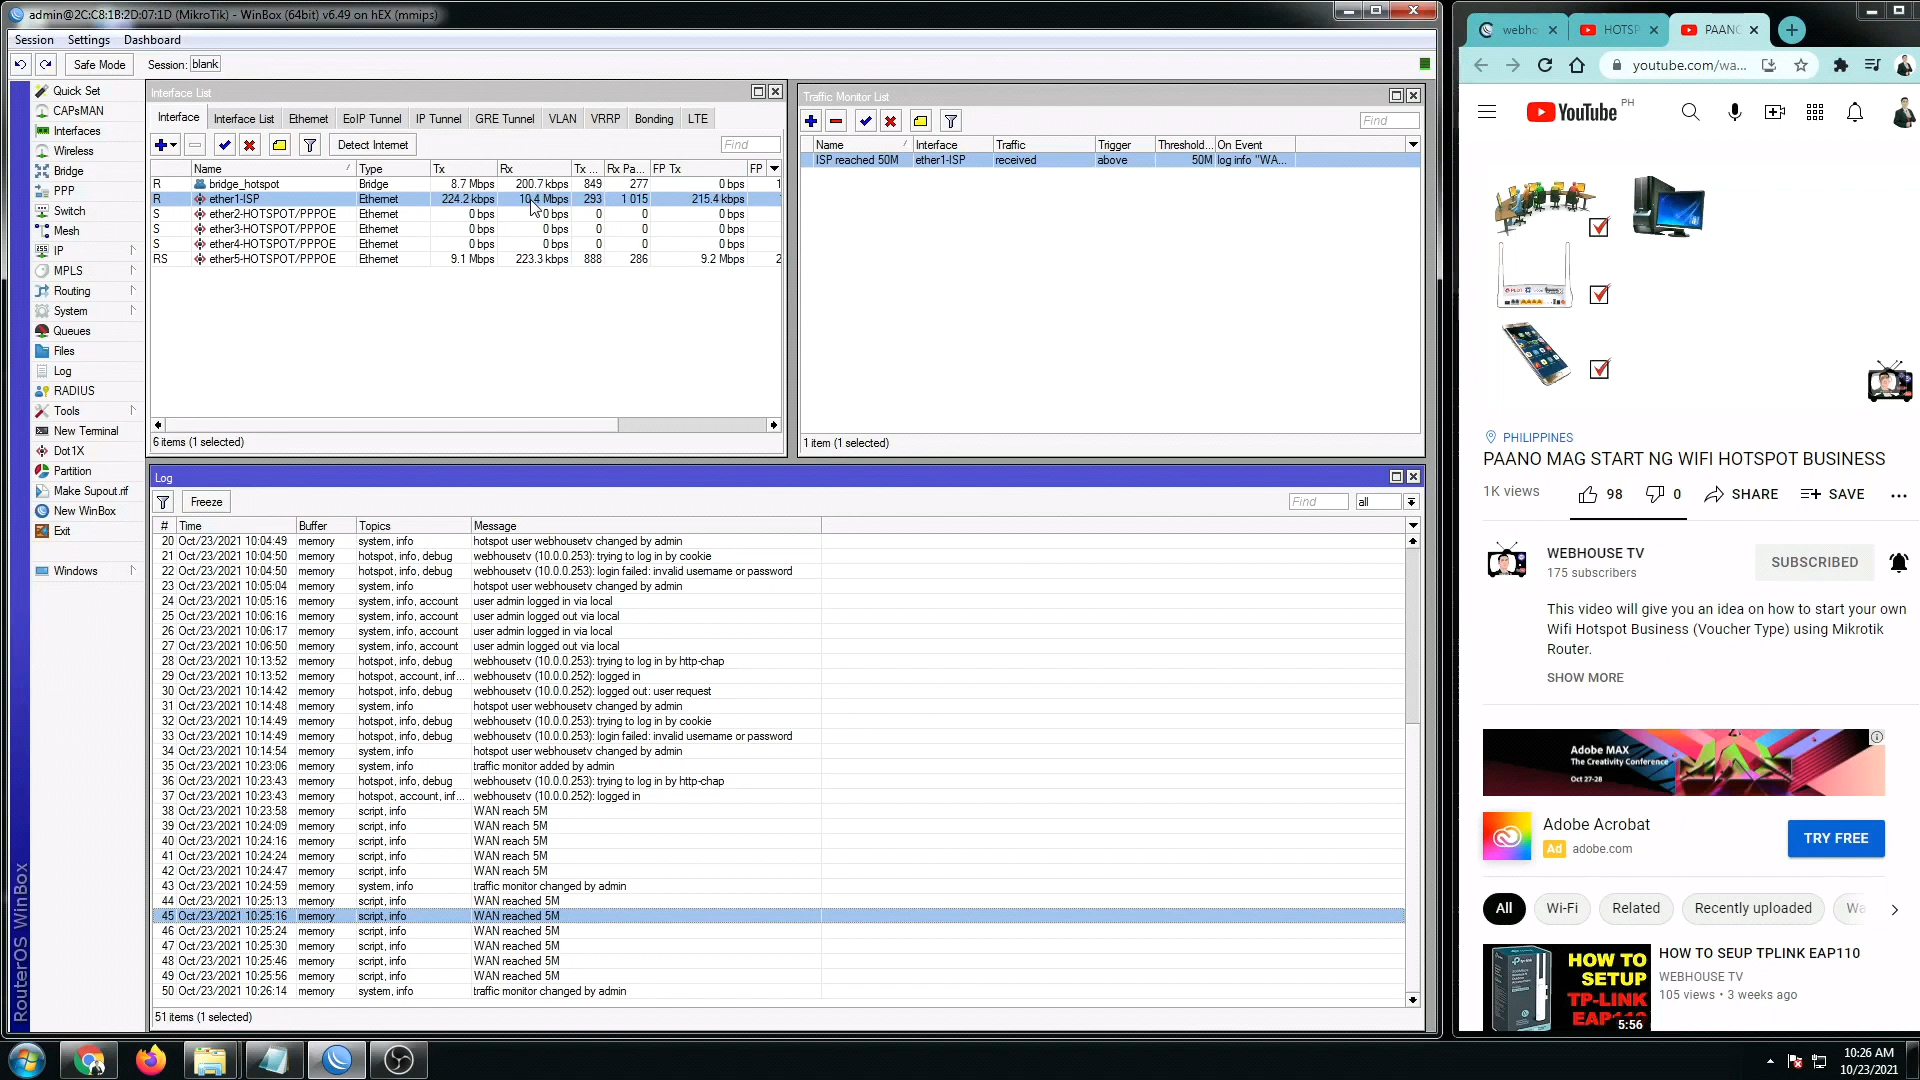 admin@2C:C8:1B:2D:07:1D (MikroTik) - WinBox (64bit) v6.49 on hEX (mmips)
Session Settings Dashboard
Safe Mode Session: blank
Quick Set
CAPsMAN
Interfaces
Wireless
Bridge
PPP
Switch
Mesh
IP
MPLS
Routing
System
Queues
Files
Log
RADIUS
Tools
New Terminal
Dot1X
Partition
Make Supout.rif
New WinBox
Exit
Windows
RouterOS WinBox
Interface List
Interface Interface List Ethernet EoIP Tunnel IP Tunnel GRE Tunnel VLAN VRRP Bonding LTE
Detect Internet Find
Name Type Tx Rx Tx ... Rx Pa... FP Tx FP
R bridge_hotspot Bridge 8.7 Mbps 200.7 kbps 849 277 0 bps
R ether1-ISP Ethernet 224.2 kbps 10.4 Mbps 293 1 015 215.4 kbps
S ether2-HOTSPOT/PPPOE Ethernet 0 bps 0 bps 0 0 0 bps
S ether3-HOTSPOT/PPPOE Ethernet 0 bps 0 bps 0 0 0 bps
S ether4-HOTSPOT/PPPOE Ethernet 0 bps 0 bps 0 0 0 bps
RS ether5-HOTSPOT/PPPOE Ethernet 9.1 Mbps 223.3 kbps 888 286 9.2 Mbps
6 items (1 selected)
Traffic Monitor List
Find
Name Interface Traffic Trigger Threshold... On Event
ISP reached 50M ether1-ISP received above 50M log info "WA...
1 item (1 selected)
Log
Freeze Find all
# Time Buffer Topics Message
20 Oct/23/2021 10:04:49 memory system, info hotspot user webhousetv changed by admin
21 Oct/23/2021 10:04:50 memory hotspot, info, debug webhousetv (10.0.0.253): trying to log in by cookie
22 Oct/23/2021 10:04:50 memory hotspot, info, debug webhousetv (10.0.0.253): login failed: invalid username or password
23 Oct/23/2021 10:05:04 memory system, info hotspot user webhousetv changed by admin
24 Oct/23/2021 10:05:16 memory system, info, account user admin logged in via local
25 Oct/23/2021 10:06:16 memory system, info, account user admin logged out via local
26 Oct/23/2021 10:06:17 memory system, info, account user admin logged in via local
27 Oct/23/2021 10:06:50 memory system, info, account user admin logged out via local
28 Oct/23/2021 10:13:52 memory hotspot, info, debug webhousetv (10.0.0.253): trying to log in by http-chap
29 Oct/23/2021 10:13:52 memory hotspot, account, inf... webhousetv (10.0.0.252): logged in
30 Oct/23/2021 10:14:42 memory hotspot, info, debug webhousetv (10.0.0.252): logged out: user request
31 Oct/23/2021 10:14:48 memory system, info hotspot user webhousetv changed by admin
32 Oct/23/2021 10:14:49 memory hotspot, info, debug webhousetv (10.0.0.253): trying to log in by cookie
33 Oct/23/2021 10:14:49 memory hotspot, info, debug webhousetv (10.0.0.253): login failed: invalid username or password
34 Oct/23/2021 10:14:54 memory system, info hotspot user webhousetv changed by admin
35 Oct/23/2021 10:23:06 memory system, info traffic monitor added by admin
36 Oct/23/2021 10:23:43 memory hotspot, info, debug webhousetv (10.0.0.253): trying to log in by http-chap
37 Oct/23/2021 10:23:43 memory hotspot, account, inf... webhousetv (10.0.0.252): logged in
38 Oct/23/2021 10:23:58 memory script, info WAN reach 5M
39 Oct/23/2021 10:24:09 memory script, info WAN reach 5M
40 Oct/23/2021 10:24:16 memory script, info WAN reach 5M
41 Oct/23/2021 10:24:24 memory script, info WAN reach 5M
42 Oct/23/2021 10:24:47 memory script, info WAN reach 5M
43 Oct/23/2021 10:24:59 memory system, info traffic monitor changed by admin
44 Oct/23/2021 10:25:13 memory script, info WAN reached 5M
45 Oct/23/2021 10:25:16 memory script, info WAN reached 5M
46 Oct/23/2021 10:25:24 memory script, info WAN reached 5M
47 Oct/23/2021 10:25:30 memory script, info WAN reached 5M
48 Oct/23/2021 10:25:46 memory script, info WAN reached 5M
49 Oct/23/2021 10:25:56 memory script, info WAN reached 5M
50 Oct/23/2021 10:26:14 memory system, info traffic monitor changed by admin
51 items (1 selected)
webho HOTSP PAANO
youtube.com/wa...
YouTube PH
PHILIPPINES
PAANO MAG START NG WIFI HOTSPOT BUSINESS
1K views 98 0 SHARE SAVE
WEBHOUSE TV
175 subscribers
SUBSCRIBED
This video will give you an idea on how to start your own
Wifi Hotspot Business (Voucher Type) using Mikrotik
Router.
SHOW MORE
Adobe MAX
The Creativity Conference
Oct 27-28
Adobe Acrobat
Ad adobe.com
TRY FREE
All Wi-Fi Related Recently uploaded Wa
HOW TO
SETUP
TP-LINK
EAP110
5:56
HOW TO SEUP TPLINK EAP110
WEBHOUSE TV
105 views • 3 weeks ago
10:26 AM
10/23/2021